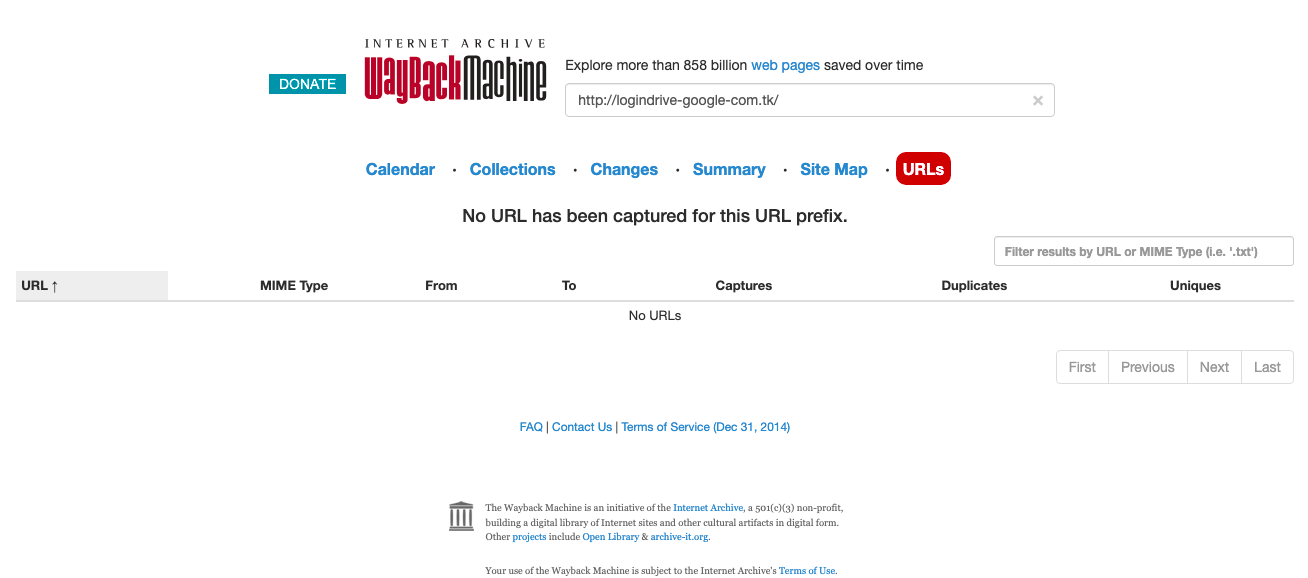 INTERNET ARCHIVE
WayBackMachine
DONATE
Explore more than 858 billion web pages saved over time
http://logindrive-google-com.tk/ ×
Calendar · Collections · Changes · Summary · Site Map · URLs
No URL has been captured for this URL prefix.
Filter results by URL or MIME Type (i.e. '.txt')
URL ↑ MIME Type From To Captures Duplicates Uniques
No URLs
First Previous Next Last
FAQ | Contact Us | Terms of Service (Dec 31, 2014)
The Wayback Machine is an initiative of the Internet Archive, a 501(c)(3) non-profit,
building a digital library of Internet sites and other cultural artifacts in digital form.
Other projects include Open Library & archive-it.org.
Your use of the Wayback Machine is subject to the Internet Archive's Terms of Use.